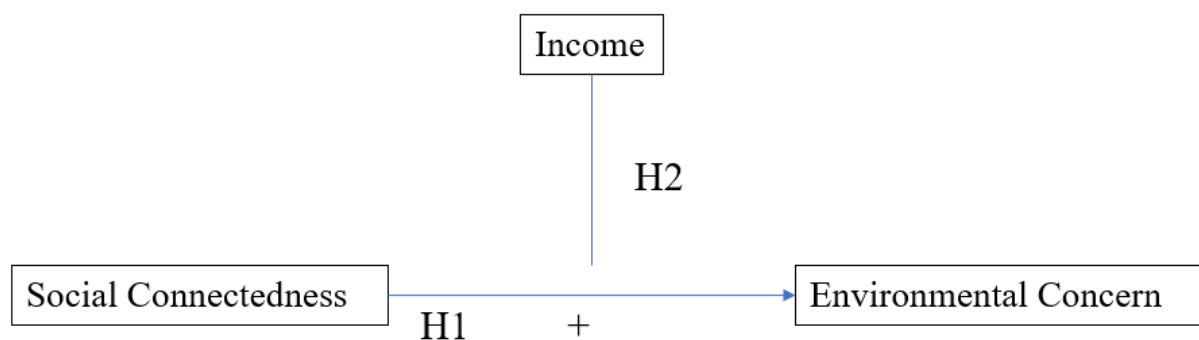 Income
H2
Social Connectedness
Environmental Concern
H1 +